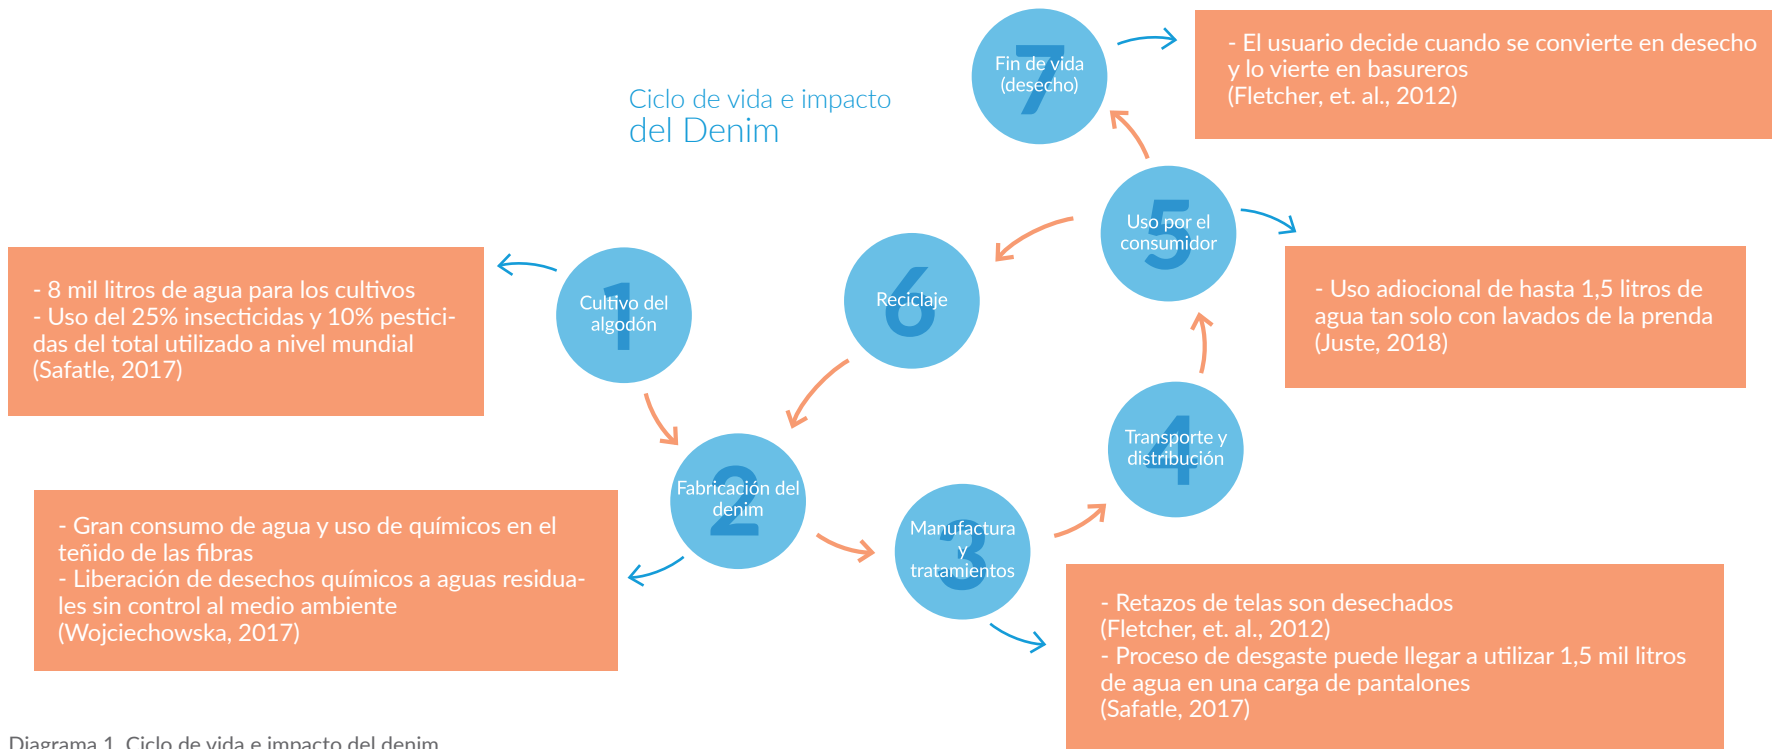 Ciclo de vida e impacto
del Denim
1
Cultivo del
algodón
- 8 mil litros de agua para los cultivos
- Uso del 25% insecticidas y 10% pestici-
das del total utilizado a nivel mundial
(Safatle, 2017)
2
Fabricación del
denim
- Gran consumo de agua y uso de químicos en el
teñido de las fibras
- Liberación de desechos químicos a aguas residua-
les sin control al medio ambiente
(Wojciechowska, 2017)
3
Manufactura
y
tratamientos
- Retazos de telas son desechados
(Fletcher, et. al., 2012)
- Proceso de desgaste puede llegar a utilizar 1,5 mil litros
de agua en una carga de pantalones
(Safatle, 2017)
4
Transporte y
distribución
5
Uso por el
consumidor
- Uso adiocional de hasta 1,5 litros de
agua tan solo con lavados de la prenda
(Juste, 2018)
6
Reciclaje
7
Fin de vida
(desecho)
- El usuario decide cuando se convierte en desecho
y lo vierte en basureros
(Fletcher, et. al., 2012)
Diagrama 1. Ciclo de vida e impacto del denim